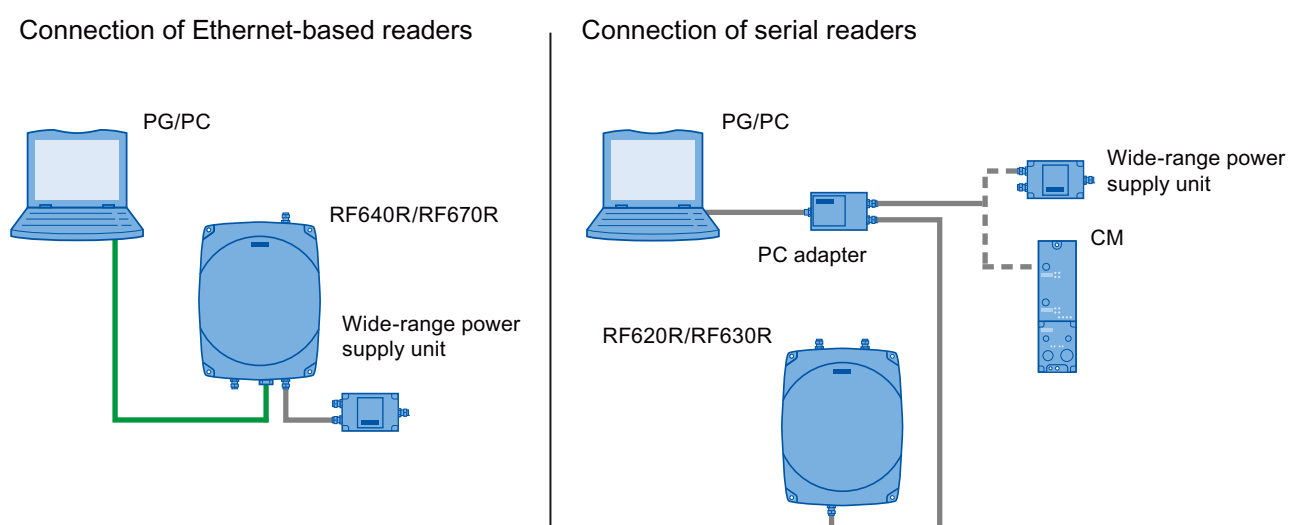 Connection of Ethernet-based readers
PG/PC
RF640R/RF670R
Wide-range power
supply unit
Connection of serial readers
PG/PC
Wide-range power
supply unit
CM
PC adapter
RF620R/RF630R